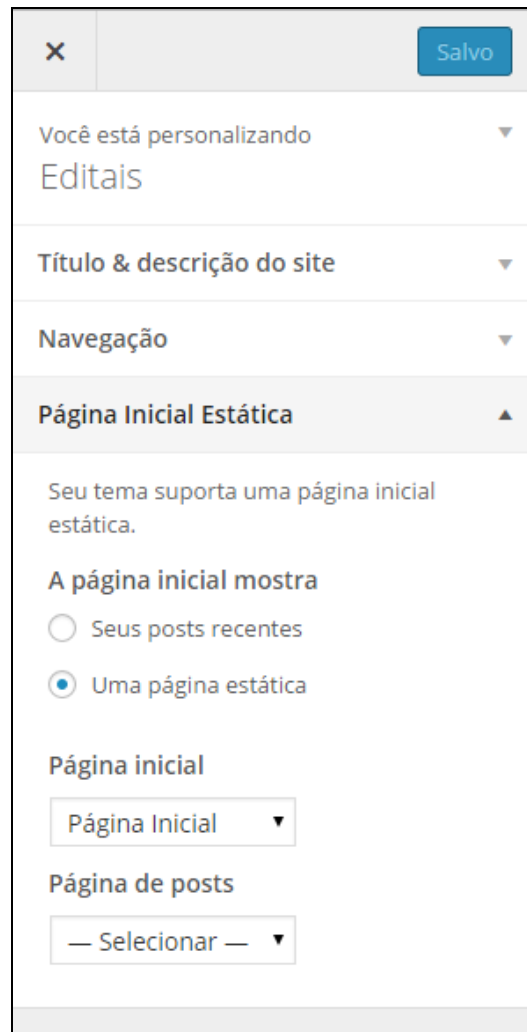 Salvo
Você está personalizando
Editais
Título & descrição do site
Navegação
Página Inicial Estática
Seu tema suporta uma página inicial
estática.
A página inicial mostra
Seus posts recentes
Uma página estática
Página inicial
Página Inicial
Página de posts
— Selecionar —